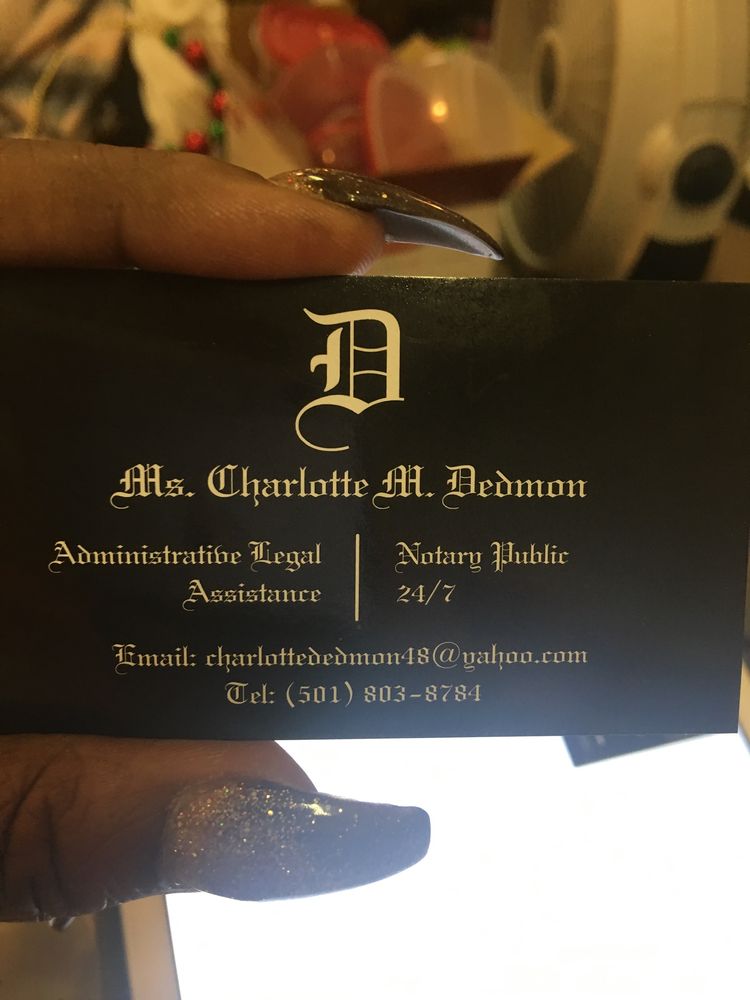 D
Ms. Charlotte M. Dedmon
Administrative Legal
Assistance
Notary Public
24/7
Email: charlottededmon48@yahoo.com
Tel: (501) 803-8784